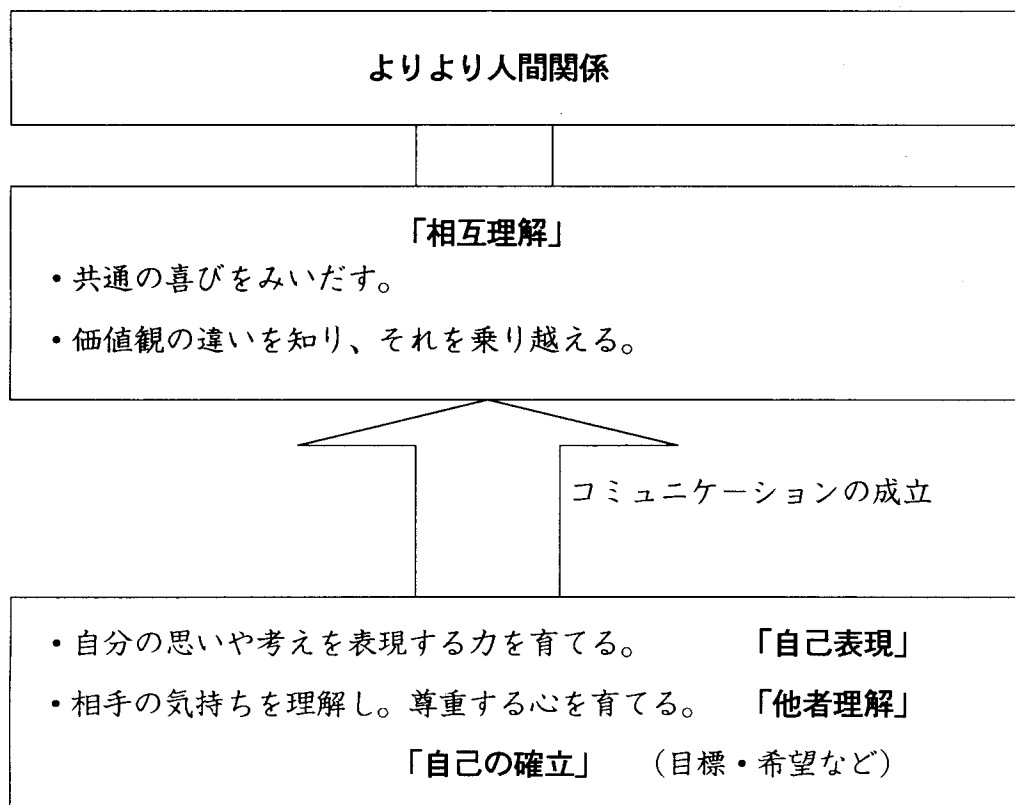 よりより人間関係
「相互理解」
・共通の喜びをみいだす。
・価値観の違いを知り、それを乗り越える。
コミュニケーションの成立
・自分の思いや考えを表現する力を育てる。 「自己表現」
・相手の気持ちを理解し。尊重する心を育てる。 「他者理解」
「自己の確立」 （目標・希望など）